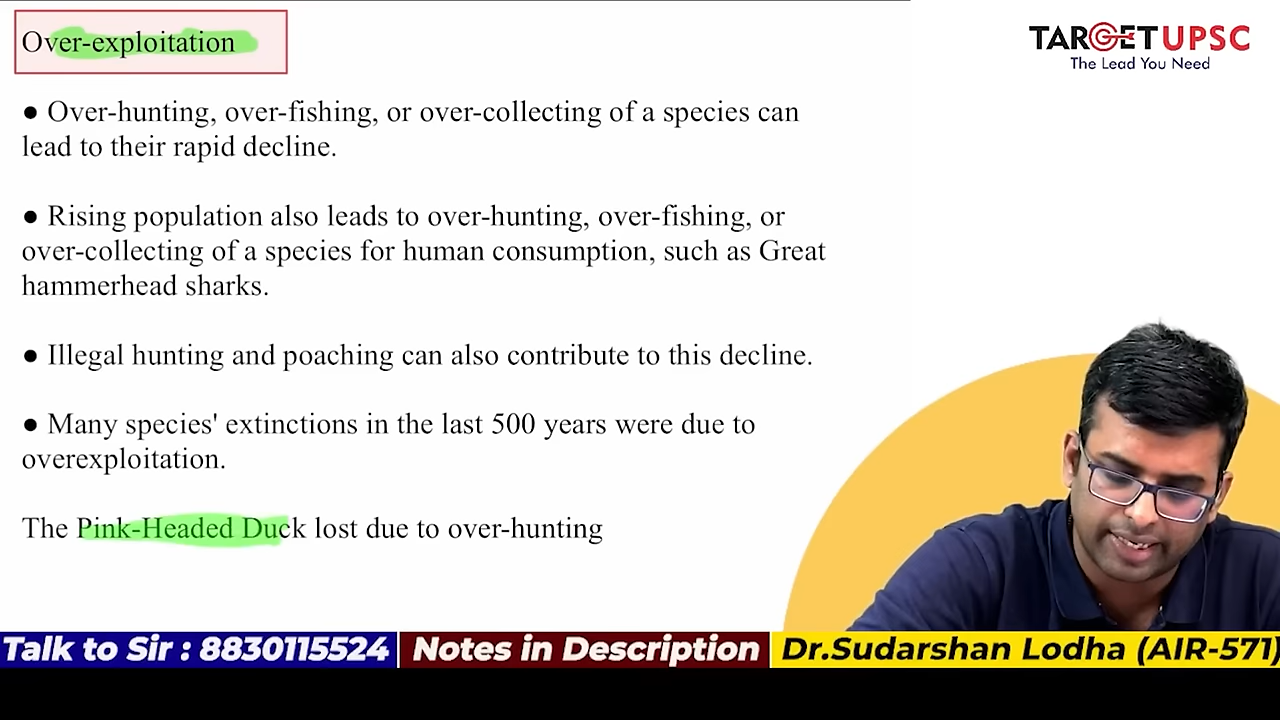 Over-exploitation
TARGETUPSC
The Lead You Need
● Over-hunting, over-fishing, or over-collecting of a species can
lead to their rapid decline.
● Rising population also leads to over-hunting, over-fishing, or
over-collecting of a species for human consumption, such as Great
hammerhead sharks.
● Illegal hunting and poaching can also contribute to this decline.
● Many species' extinctions in the last 500 years were due to
overexploitation.
The Pink-Headed Duck lost due to over-hunting
Talk to Sir : 8830115524
Notes in Description
Dr.Sudarshan Lodha (AIR-571)